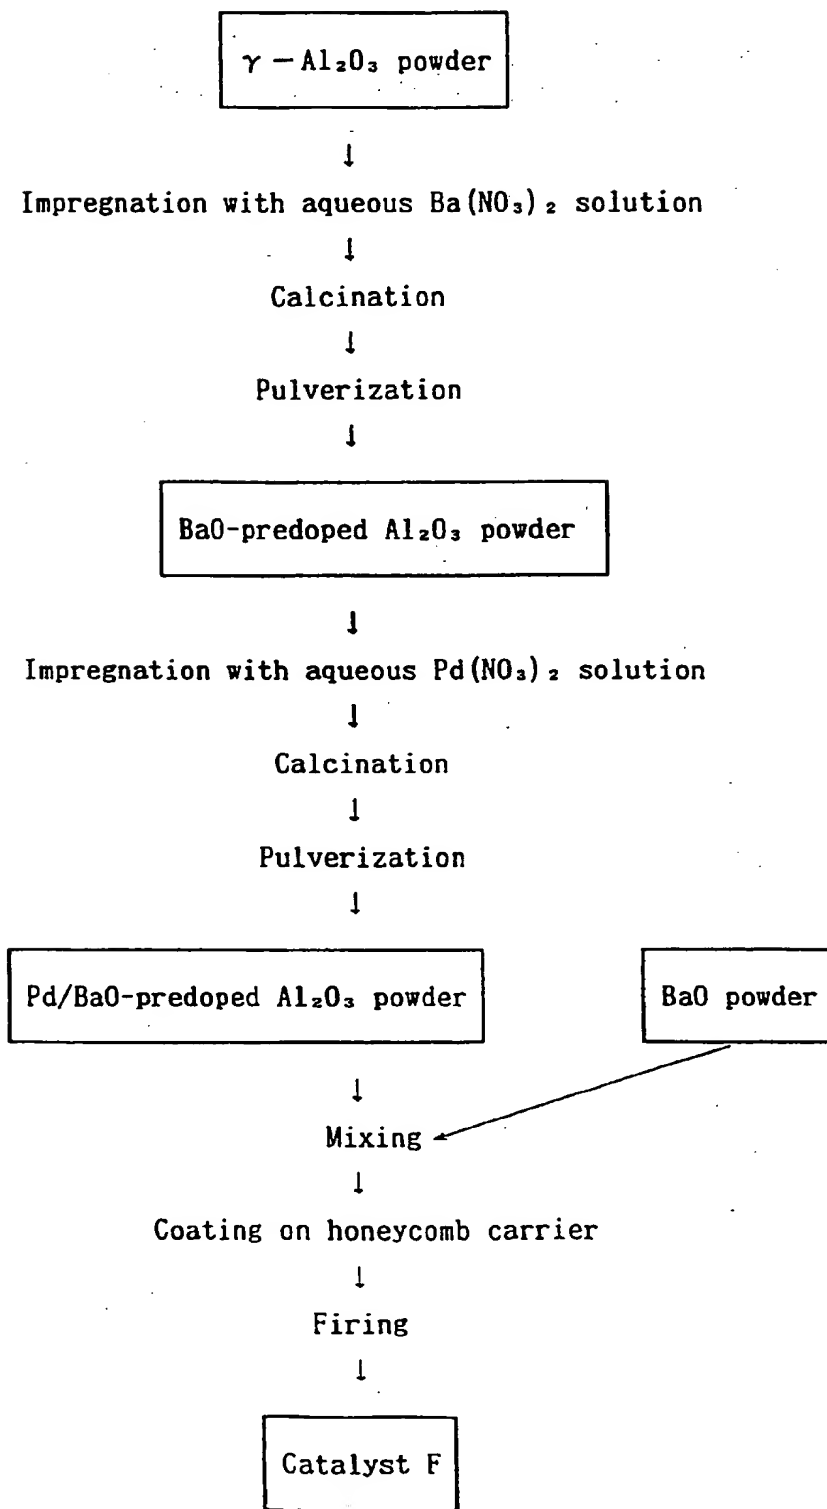 γ－Al₂O₃ powder
↓
Impregnation with aqueous Ba(NO₃)₂ solution
↓
Calcination
↓
Pulverization
↓
BaO-predoped Al₂O₃ powder
↓
Impregnation with aqueous Pd(NO₃)₂ solution
↓
Calcination
↓
Pulverization
↓
Pd/BaO-predoped Al₂O₃ powder BaO powder
↓
Mixing
↓
Coating on honeycomb carrier
↓
Firing
↓
Catalyst F